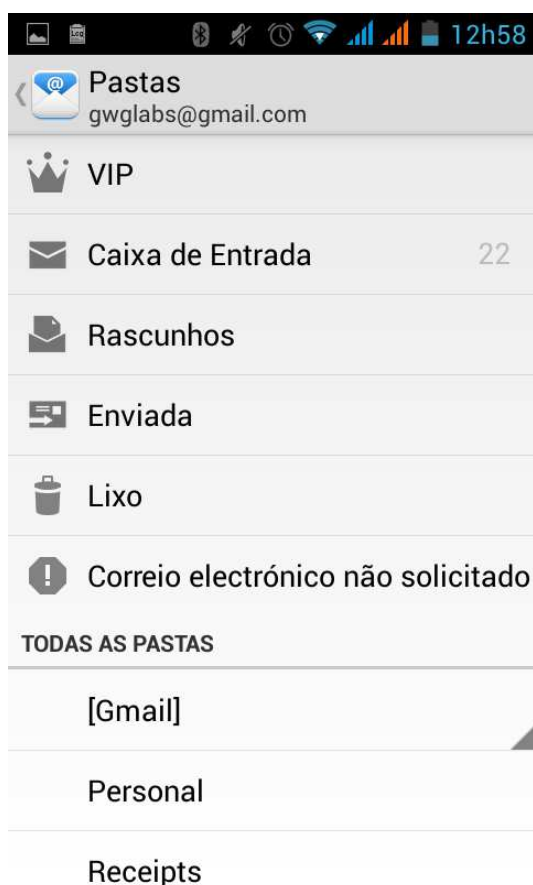 12h58
Pastas
gwglabs@gmail.com
VIP
Caixa de Entrada 22
Rascunhos
Enviada
Lixo
Correio electrónico não solicitado
TODAS AS PASTAS
[Gmail]
Personal
Receipts